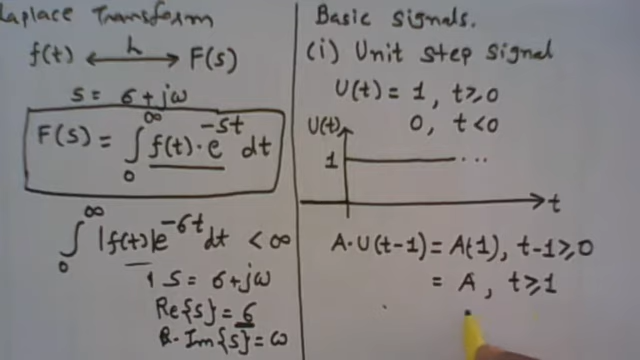 Laplace Transform
f(t) ⟷ F(s)
L
s = σ + jω
F(s) = ∫₀^∞ f(t) · e^{-st} dt
∫₀^∞ |f(t)| e^{-σt} dt < ∞
s = σ + jω
Re{s} = σ
Im{s} = ω
Basic signals.
(i) Unit step signal
U(t) = 1, t ≥ 0
0, t < 0
U(t)
1 ...
t
A·U(t-1) = A(1), t-1 ≥ 0
= A, t ≥ 1